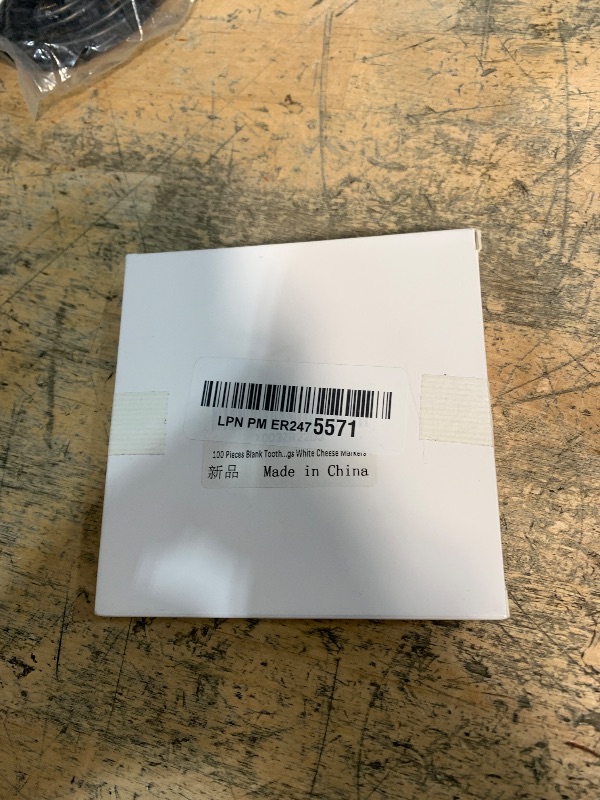 LPN PM ER2475571
100 Pieces Blank Tooth...gs White Cheese Markers
新品 Made in China